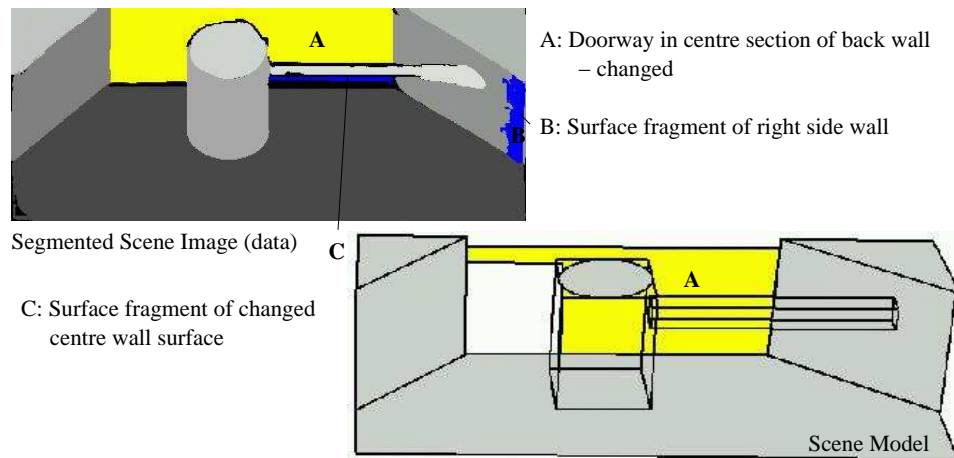 A
A: Doorway in centre section of back wall
– changed
B
B: Surface fragment of right side wall
Segmented Scene Image (data)
C
C: Surface fragment of changed
centre wall surface
A
Scene Model